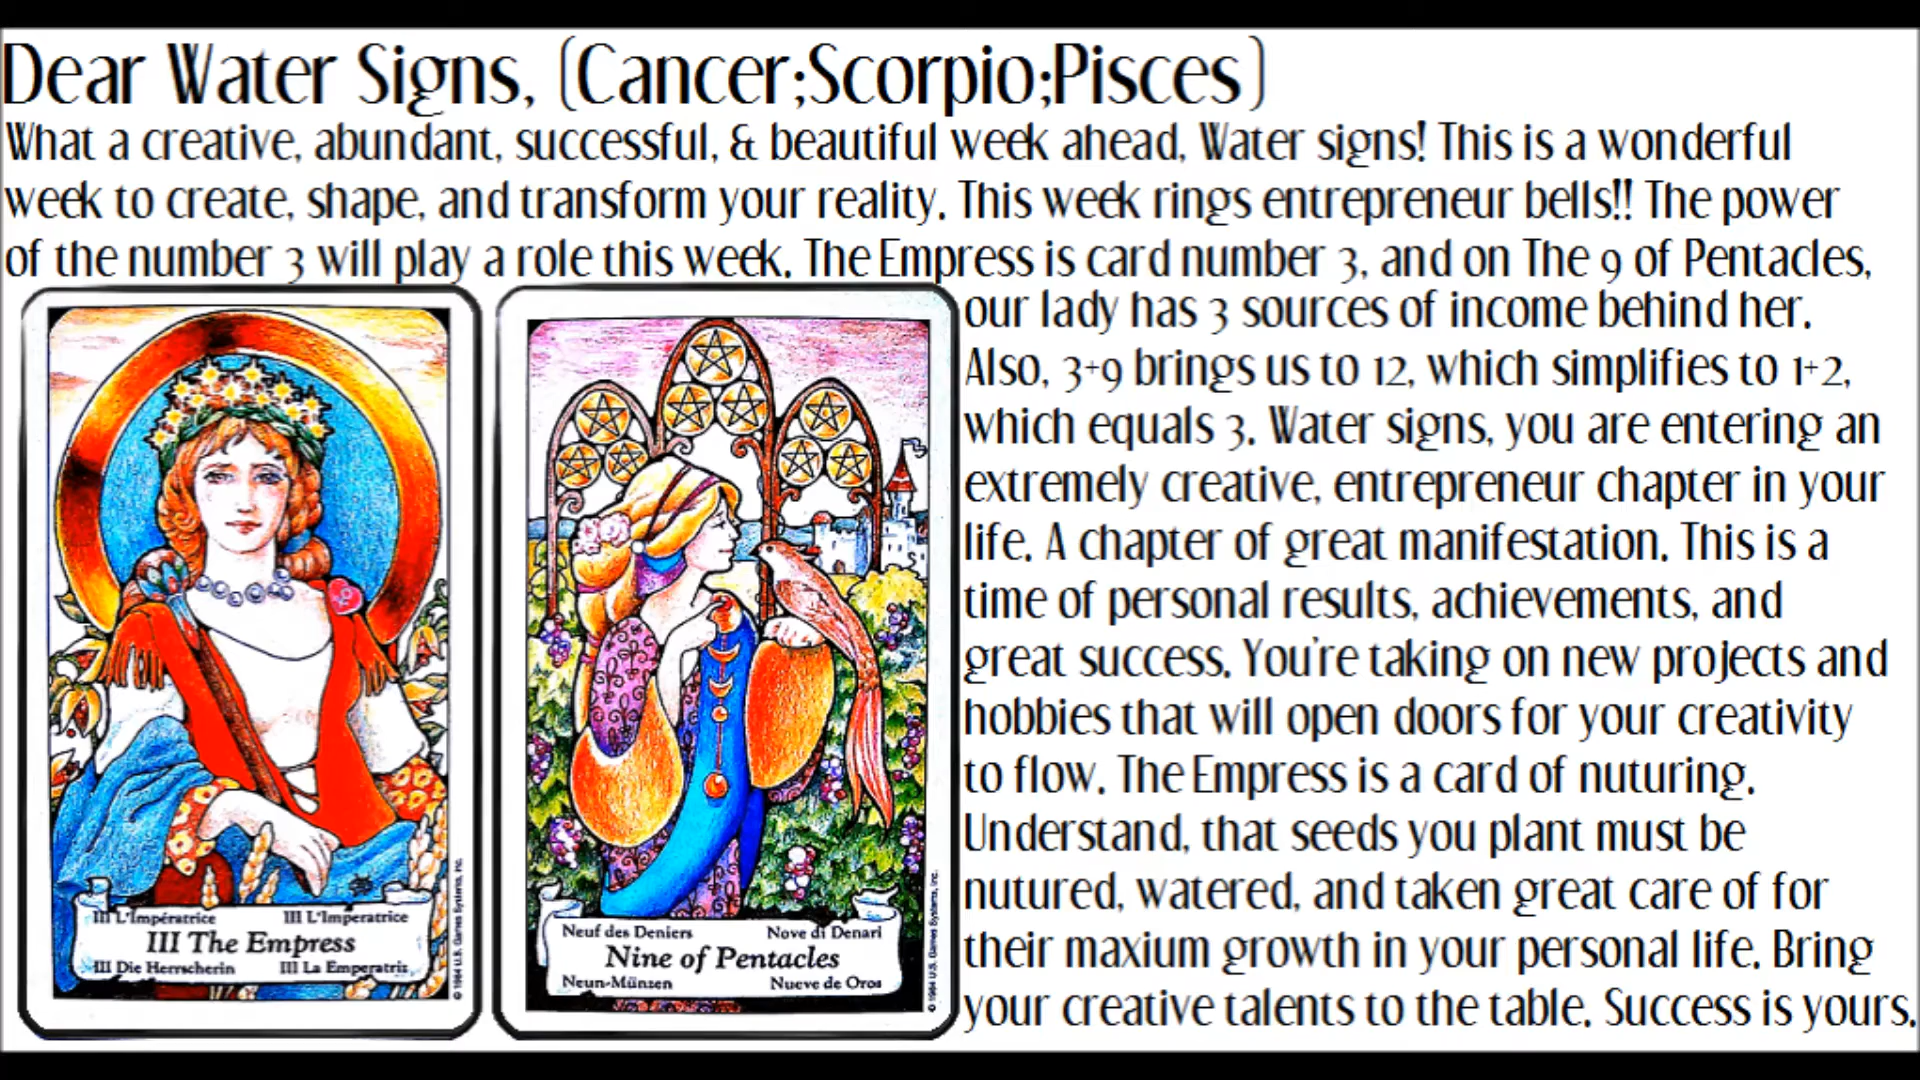 Dear Water Signs, (Cancer;Scorpio;Pisces)
What a creative, abundant, successful, & beautiful week ahead, Water signs! This is a wonderful
week to create, shape, and transform your reality. This week rings entrepreneur bells!! The power
of the number 3 will play a role this week. The Empress is card number 3, and on The 9 of Pentacles,
our lady has 3 sources of income behind her.
Also, 3+9 brings us to 12, which simplifies to 1+2,
which equals 3. Water signs, you are entering an
extremely creative, entrepreneur chapter in your
life. A chapter of great manifestation. This is a
time of personal results, achievements, and
great success. You're taking on new projects and
hobbies that will open doors for your creativity
to flow. The Empress is a card of nuturing.
Understand, that seeds you plant must be
nutured, watered, and taken great care of for
their maxium growth in your personal life. Bring
your creative talents to the table. Success is yours.
III L'Impératrice III L'Imperatrice
III The Empress
III Die Herrscherin III La Emperatriz
© 1984 U.S. Games Systems, Inc.
Neuf des Deniers Nove di Denari
Nine of Pentacles
Neun-Münzen Nueve de Oros
© 1984 U.S. Games Systems, Inc.